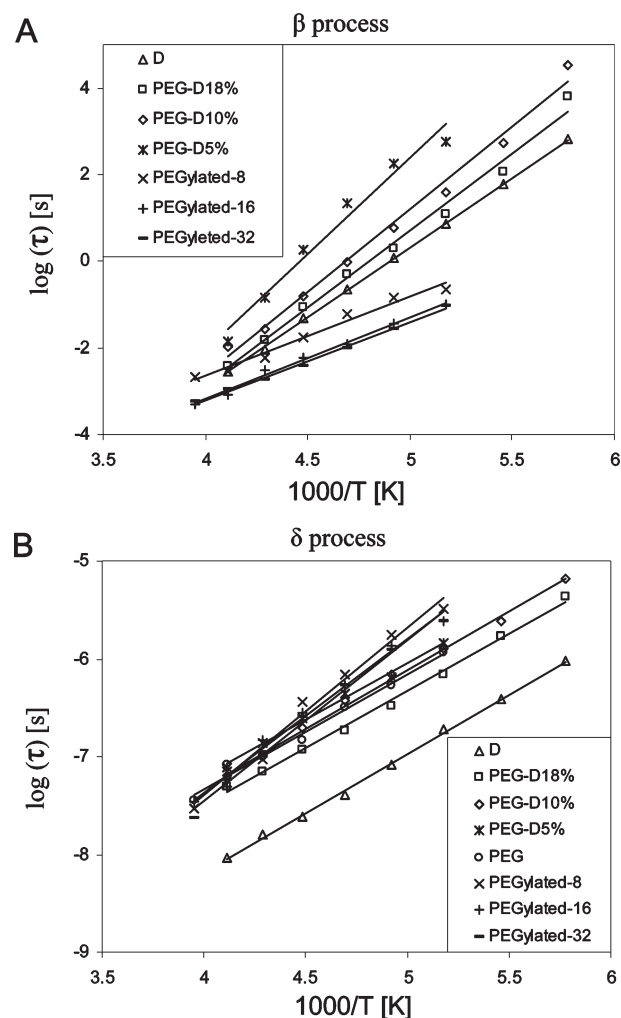 A
β process
D
PEG-D18%
PEG-D10%
PEG-D5%
PEGylated-8
PEGylated-16
PEGyleted-32
4
2
0
-2
-4
log (τ) [s]
3.5 4 4.5 5 5.5 6
1000/T [K]
B
δ process
-5
-6
-7
-8
-9
log (τ) [s]
D
PEG-D18%
PEG-D10%
PEG-D5%
PEG
PEGylated-8
PEGylated-16
PEGylated-32
3.5 4 4.5 5 5.5 6
1000/T [K]